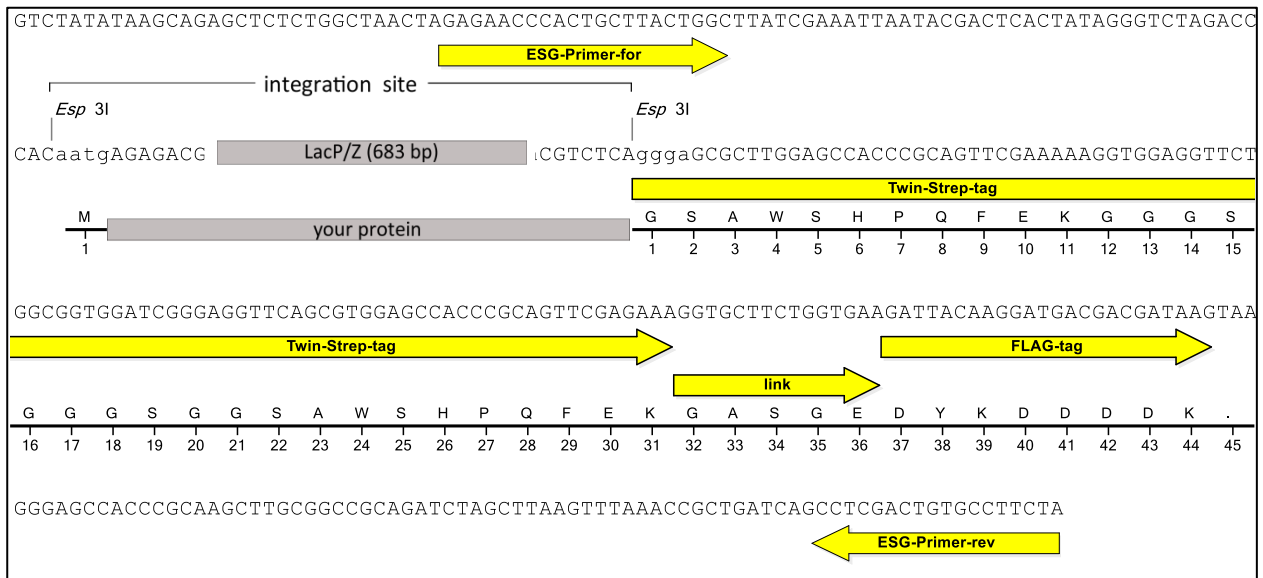 GTCTATATAAGCAGAGCTCTCTGGCTAACTAGAGAACCCACTGCTTACTGGCTTATCGAAATTAATACGACTCACTATAGGGTCTAGACC
ESG-Primer-for
integration site
Esp 3I Esp 3I
CACaatgAGAGACG LacP/Z (683 bp) CGTCTCAgggaGCGCTTGGAGCCACCCGCAGTTCGAAAAAGGTGGAGGTTCT
Twin-Strep-tag
M G S A W S H P Q F E K G G G S
your protein
1 1 2 3 4 5 6 7 8 9 10 11 12 13 14 15
GGCGGTGGATCGGGAGGTTCAGCGTGGAGCCACCCGCAGTTCGAGAAAGGTGCTTCTGGTGAAGATTACAAGGATGACGACGATAAGTAA
Twin-Strep-tag FLAG-tag
link
G G G S G G S A W S H P Q F E K G A S G E D Y K D D D D K .
16 17 18 19 20 21 22 23 24 25 26 27 28 29 30 31 32 33 34 35 36 37 38 39 40 41 42 43 44 45
GGGAGCCACCCGCAAGCTTGCGGCCGCAGATCTAGCTTAAGTTTAAACCGCTGATCAGCCTCGACTGTGCCTTCTA
ESG-Primer-rev